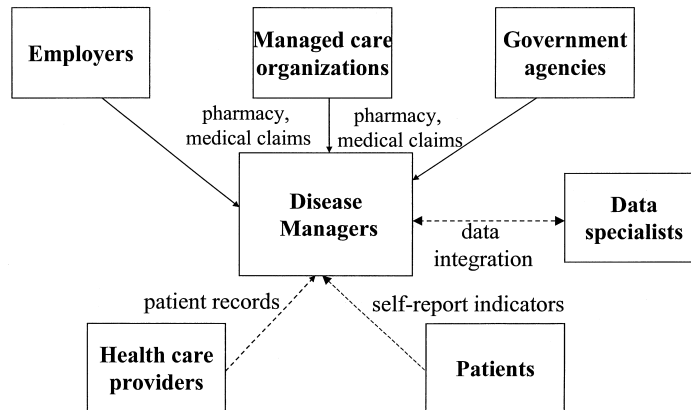 Employers
Managed care
organizations
Government
agencies
pharmacy,
medical claims
pharmacy,
medical claims
Disease
Managers
data
integration
Data
specialists
patient records
self-report indicators
Health care
providers
Patients